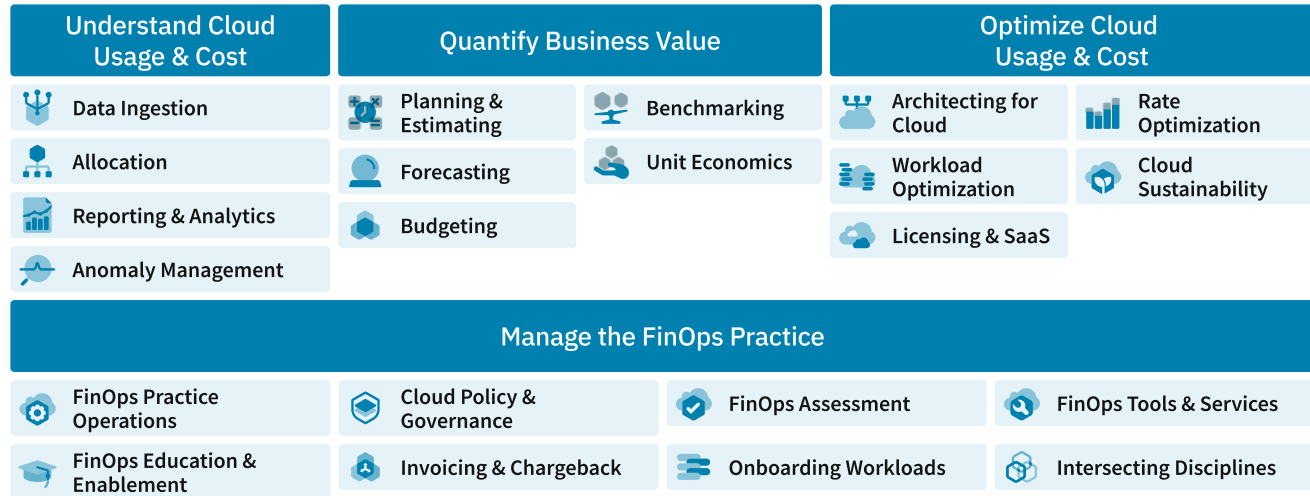 Understand Cloud
Usage & Cost
Data Ingestion
Allocation
Reporting & Analytics
Anomaly Management
Quantify Business Value
Planning &
Estimating
Forecasting
Budgeting
Benchmarking
Unit Economics
Optimize Cloud
Usage & Cost
Architecting for
Cloud
Workload
Optimization
Licensing & SaaS
Rate
Optimization
Cloud
Sustainability
Manage the FinOps Practice
FinOps Practice
Operations
Cloud Policy &
Governance
FinOps Assessment
FinOps Tools & Services
FinOps Education &
Enablement
Invoicing & Chargeback
Onboarding Workloads
Intersecting Disciplines